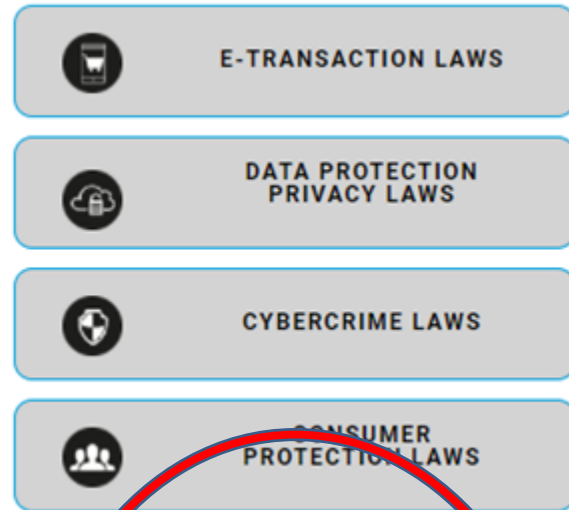 E-TRANSACTION LAWS
DATA PROTECTION
PRIVACY LAWS
CYBERCRIME LAWS
CONSUMER
PROTECTION LAWS